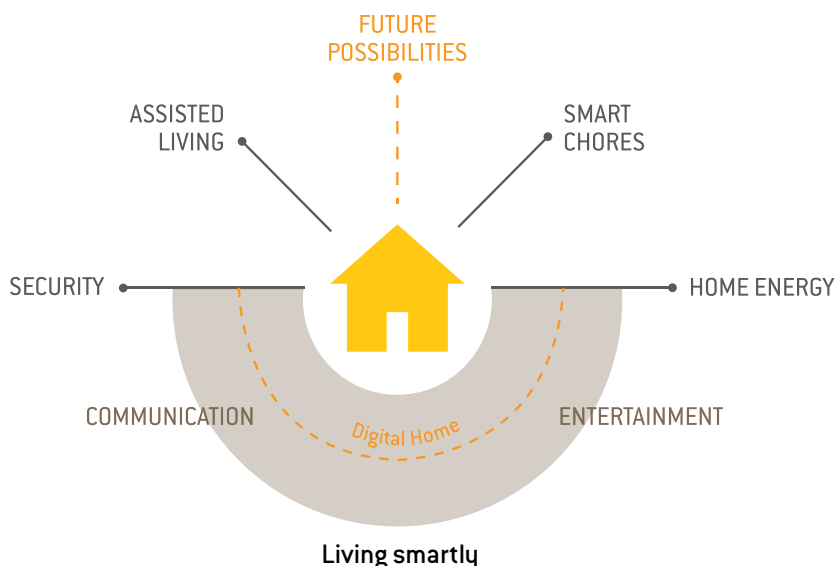 FUTURE
POSSIBILITIES
ASSISTED
LIVING
SMART
CHORES
SECURITY
HOME ENERGY
COMMUNICATION
ENTERTAINMENT
Digital Home
Living smartly